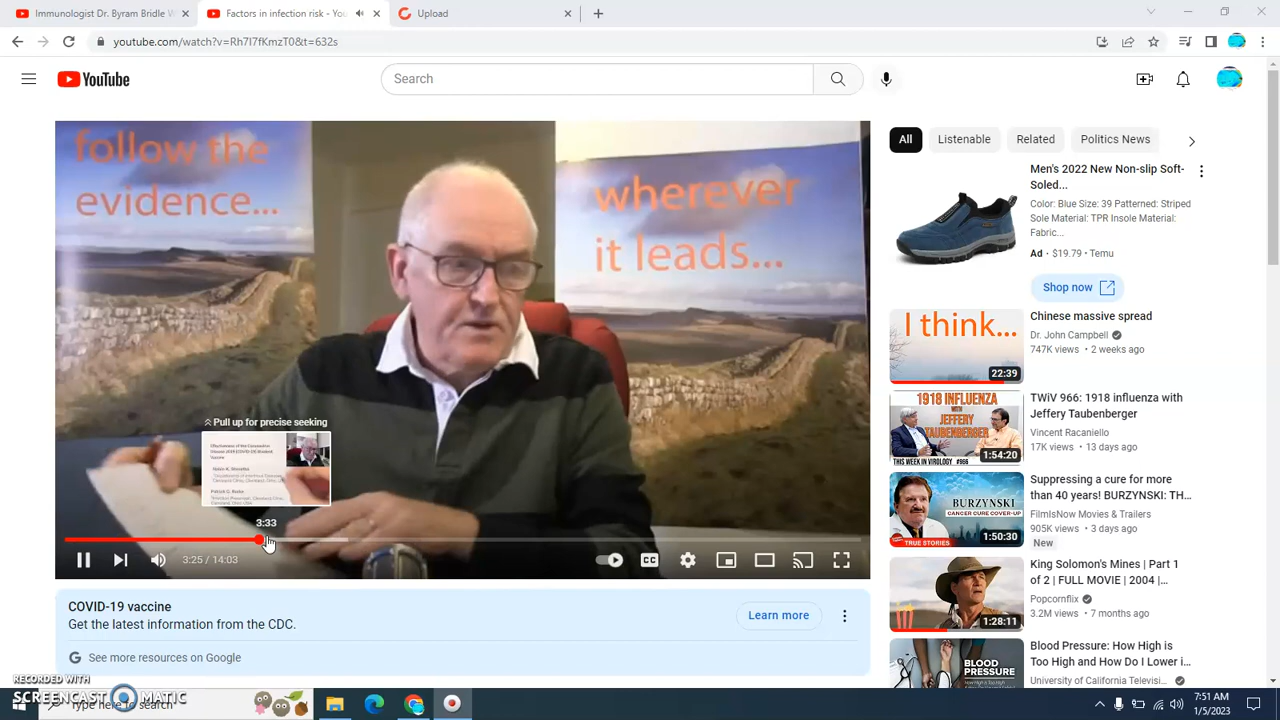 Immunologist Dr. Byram Bridle W
Factors in infection risk - You
Upload
youtube.com/watch?v=Rh7I7fKmzT0&t=632s
YouTube
Search
follow the
evidence...
wherever
it leads...
Pull up for precise seeking
3:33
3:25 / 14:03
CC
COVID-19 vaccine
Get the latest information from the CDC.
Learn more
See more resources on Google
All
Listenable
Related
Politics News
Men's 2022 New Non-slip Soft-
Soled...
Color: Blue Size: 39 Patterned: Striped
Sole Material: TPR Insole Material:
Fabric...
Ad · $19.79 · Temu
Shop now
I think...
22:39
Chinese massive spread
Dr. John Campbell
747K views · 2 weeks ago
1918 INFLUENZA
WITH
JEFFERY
TAUBENBERGER
THIS WEEK IN VIROLOGY #966
1:54:20
TWiV 966: 1918 influenza with
Jeffery Taubenberger
Vincent Racaniello
17K views · 13 days ago
BURZYNSKI
CANCER CURE COVER-UP
TRUE STORIES
1:50:30
Suppressing a cure for more
than 40 years! BURZYNSKI: TH...
FilmIsNow Movies & Trailers
905K views · 3 days ago
New
1:28:11
King Solomon's Mines | Part 1
of 2 | FULL MOVIE | 2004 |...
Popcornflix
3.2M views · 7 months ago
BLOOD
PRESSURE
Blood Pressure: How High is
Too High and How Do I Lower i...
University of California Televisi...
RECORDED WITH
SCREENCAST MATIC
Type here to search
7:51 AM
1/5/2023